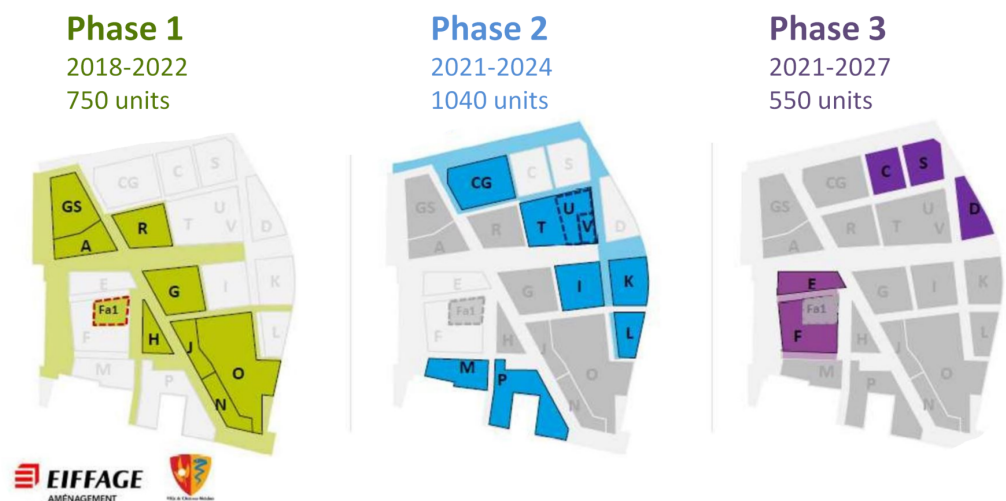 Phase 1
2018-2022
750 units
Phase 2
2021-2024
1040 units
Phase 3
2021-2027
550 units
CG
C
S
GS
R
T
U
V
D
A
E
G
I
K
Fa1
F
H
J
L
M
P
O
N
CG
C
S
GS
R
T
U
V
D
A
E
G
I
K
Fa1
F
H
J
L
M
P
O
N
CG
C
S
GS
R
T
U
V
D
A
E
G
I
K
Fa1
F
H
J
L
M
P
O
N
EIFFAGE
AMÉNAGEMENT